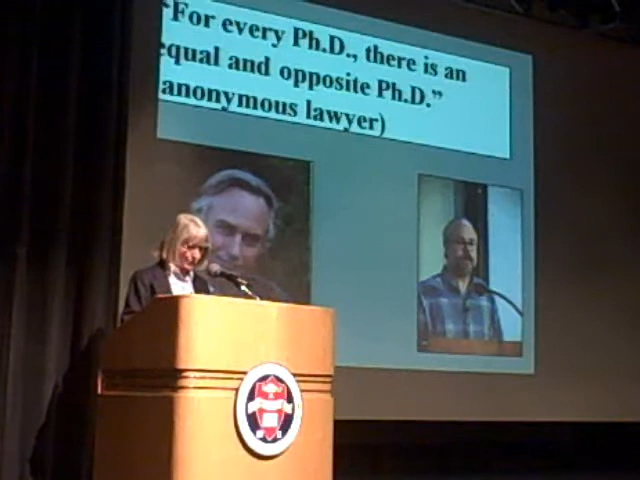 "For every Ph.D., there is an
equal and opposite Ph.D."
anonymous lawyer)